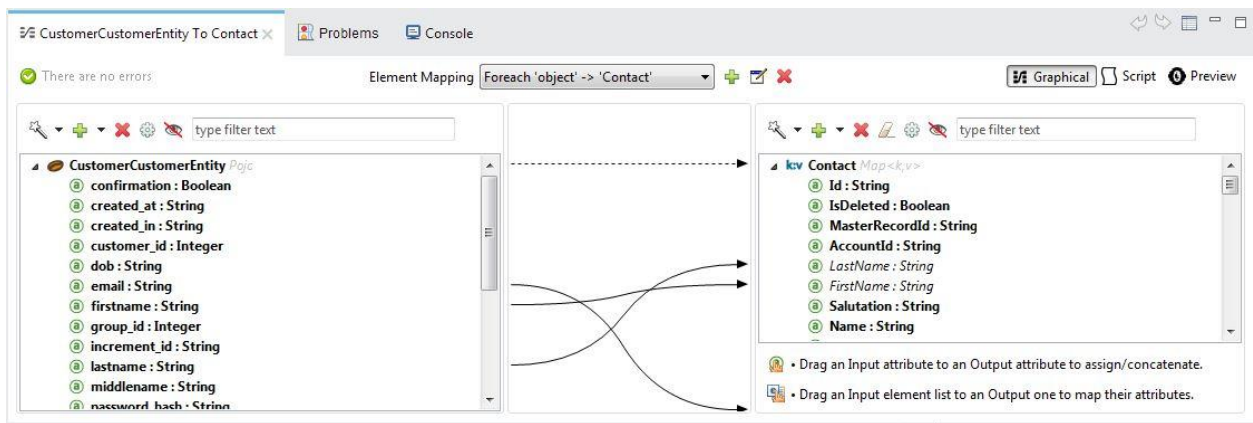 CustomerCustomerEntity To Contact
Problems
Console
There are no errors
Element Mapping
Foreach 'object' -> 'Contact'
Graphical
Script
Preview
type filter text
CustomerCustomerEntity Pojc
a confirmation : Boolean
a created_at : String
a created_in : String
a customer_id : Integer
a dob : String
a email : String
a firstname : String
a group_id : Integer
a increment_id : String
a lastname : String
a middlename : String
a password_hash : String
type filter text
k:v Contact Map<k,v>
a Id : String
a IsDeleted : Boolean
a MasterRecordId : String
a AccountId : String
a LastName : String
a FirstName : String
a Salutation : String
a Name : String
• Drag an Input attribute to an Output attribute to assign/concatenate.
• Drag an Input element list to an Output one to map their attributes.